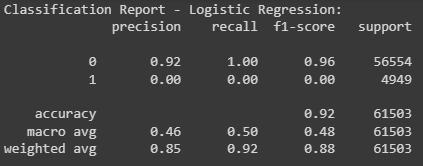 Classification Report - Logistic Regression:
precision recall f1-score support
0 0.92 1.00 0.96 56554
1 0.00 0.00 0.00 4949
accuracy 0.92 61503
macro avg 0.46 0.50 0.48 61503
weighted avg 0.85 0.92 0.88 61503